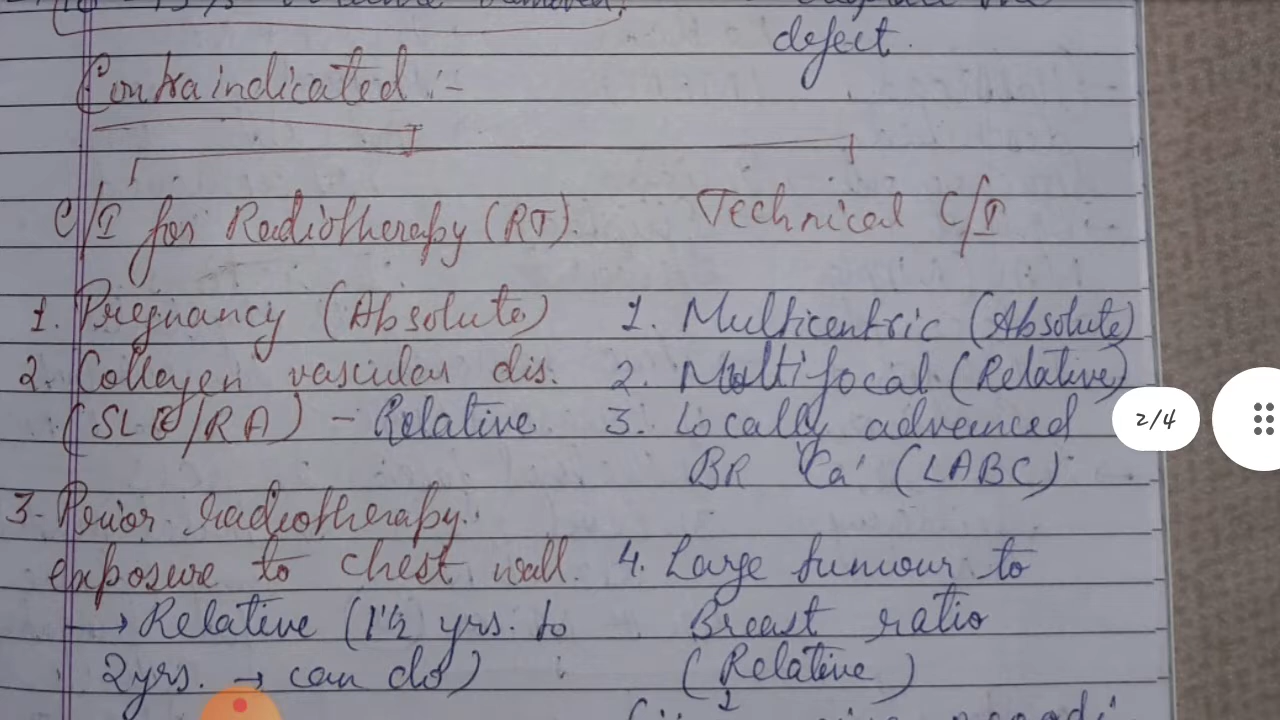 defect.
Contraindicated :-
C/I for Radiotherapy (RT).
Technical C/I
1. Pregnancy (Absolute)
2. Collagen vascular dis.
(SLE/RA) - Relative
3. Prior radiotherapy
exposure to chest wall.
→ Relative (1½ yrs. to
2yrs. → can do)
1. Multicentric (Absolute)
2. Multifocal (Relative)
3. Locally advanced
BR 'Ca' (LABC)
4. Large tumour to
Breast ratio
(Relative)
2/4